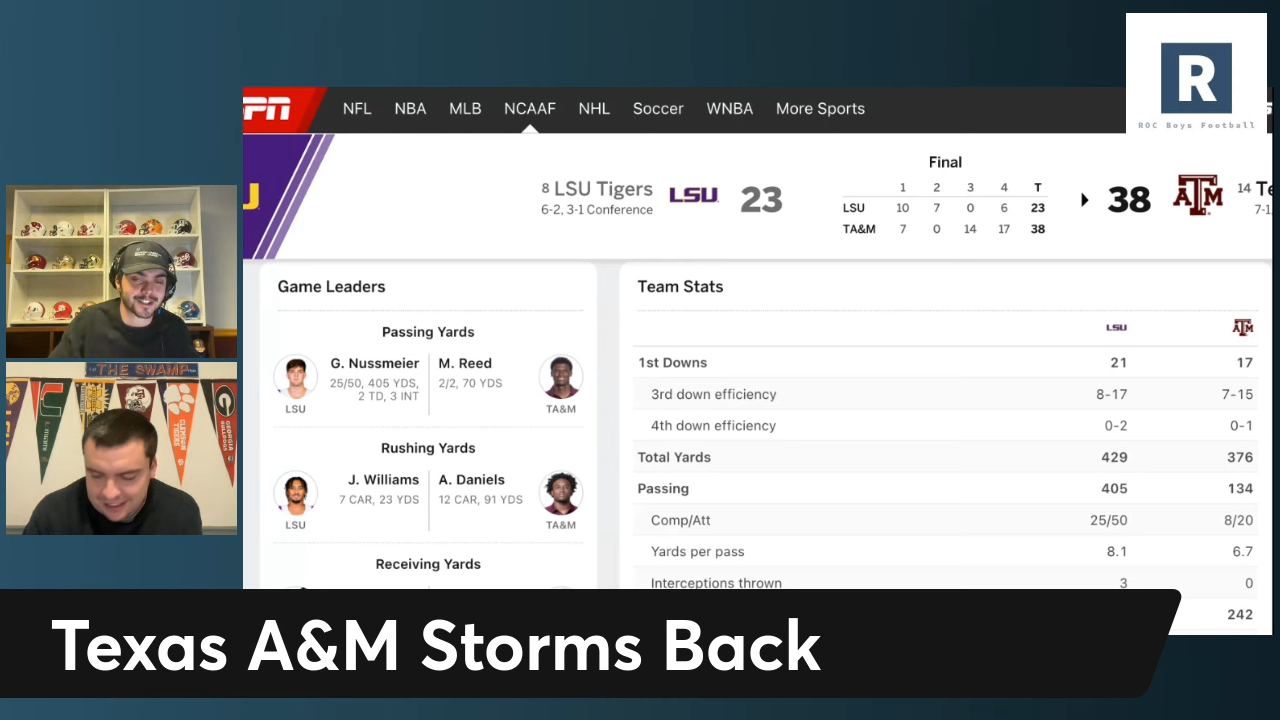 R
ROC Boys Football
NFL NBA MLB NCAAF NHL Soccer WNBA More Sports
Final
8 LSU Tigers
6-2, 3-1 Conference
LSU
23
1 2 3 4 T
LSU 10 7 0 6 23
TA&M 7 0 14 17 38
38
ATM
14
7-1
Game Leaders
Passing Yards
G. Nussmeier
25/50, 405 YDS,
2 TD, 3 INT
LSU
M. Reed
2/2, 70 YDS
TA&M
Rushing Yards
J. Williams
7 CAR, 23 YDS
LSU
A. Daniels
12 CAR, 91 YDS
TA&M
Receiving Yards
Team Stats
LSU ATM
1st Downs 21 17
3rd down efficiency 8-17 7-15
4th down efficiency 0-2 0-1
Total Yards 429 376
Passing 405 134
Comp/Att 25/50 8/20
Yards per pass 8.1 6.7
Interceptions thrown 3 0
242
THE SWAMP
CLEMSON
TIGERS
GEORGIA
BULLDOGS
Texas A&M Storms Back